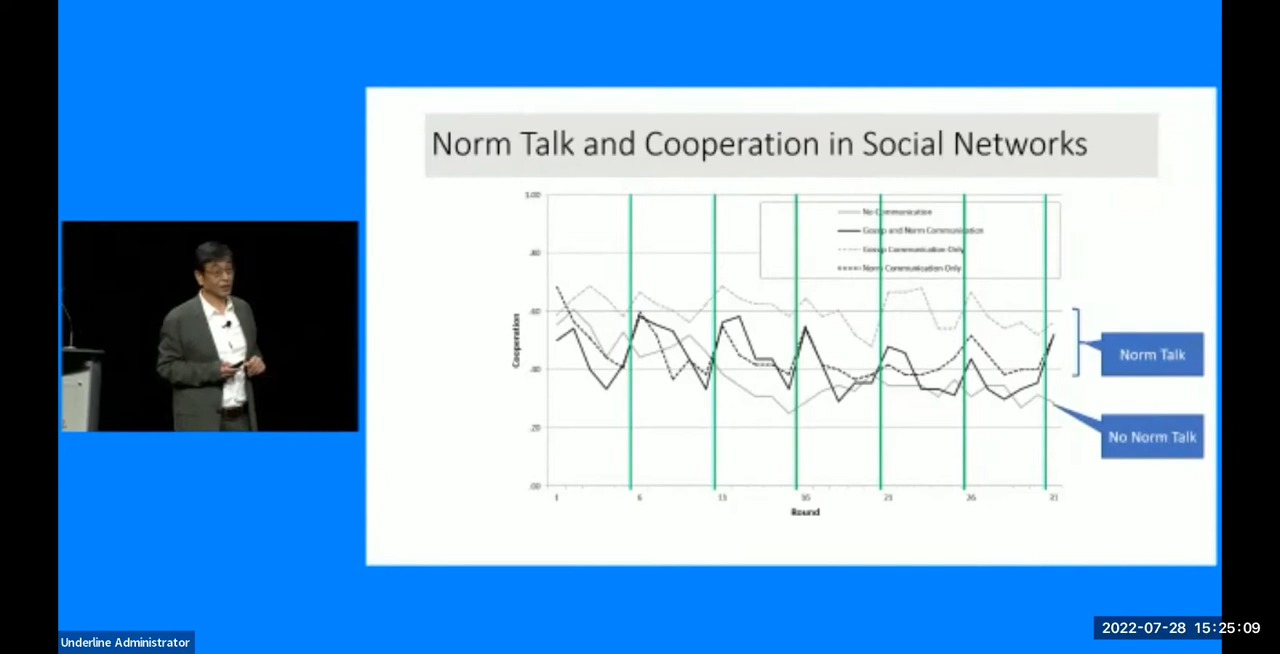 Norm Talk and Cooperation in Social Networks
1.00
.80
.60
.40
.20
.00
Cooperation
No Communication
Gossip and Norm Communication
Gossip Communication Only
Norm Communication Only
Norm Talk
No Norm Talk
1
6
11
16
21
26
31
Round
Underline Administrator
2022-07-28 15:25:09